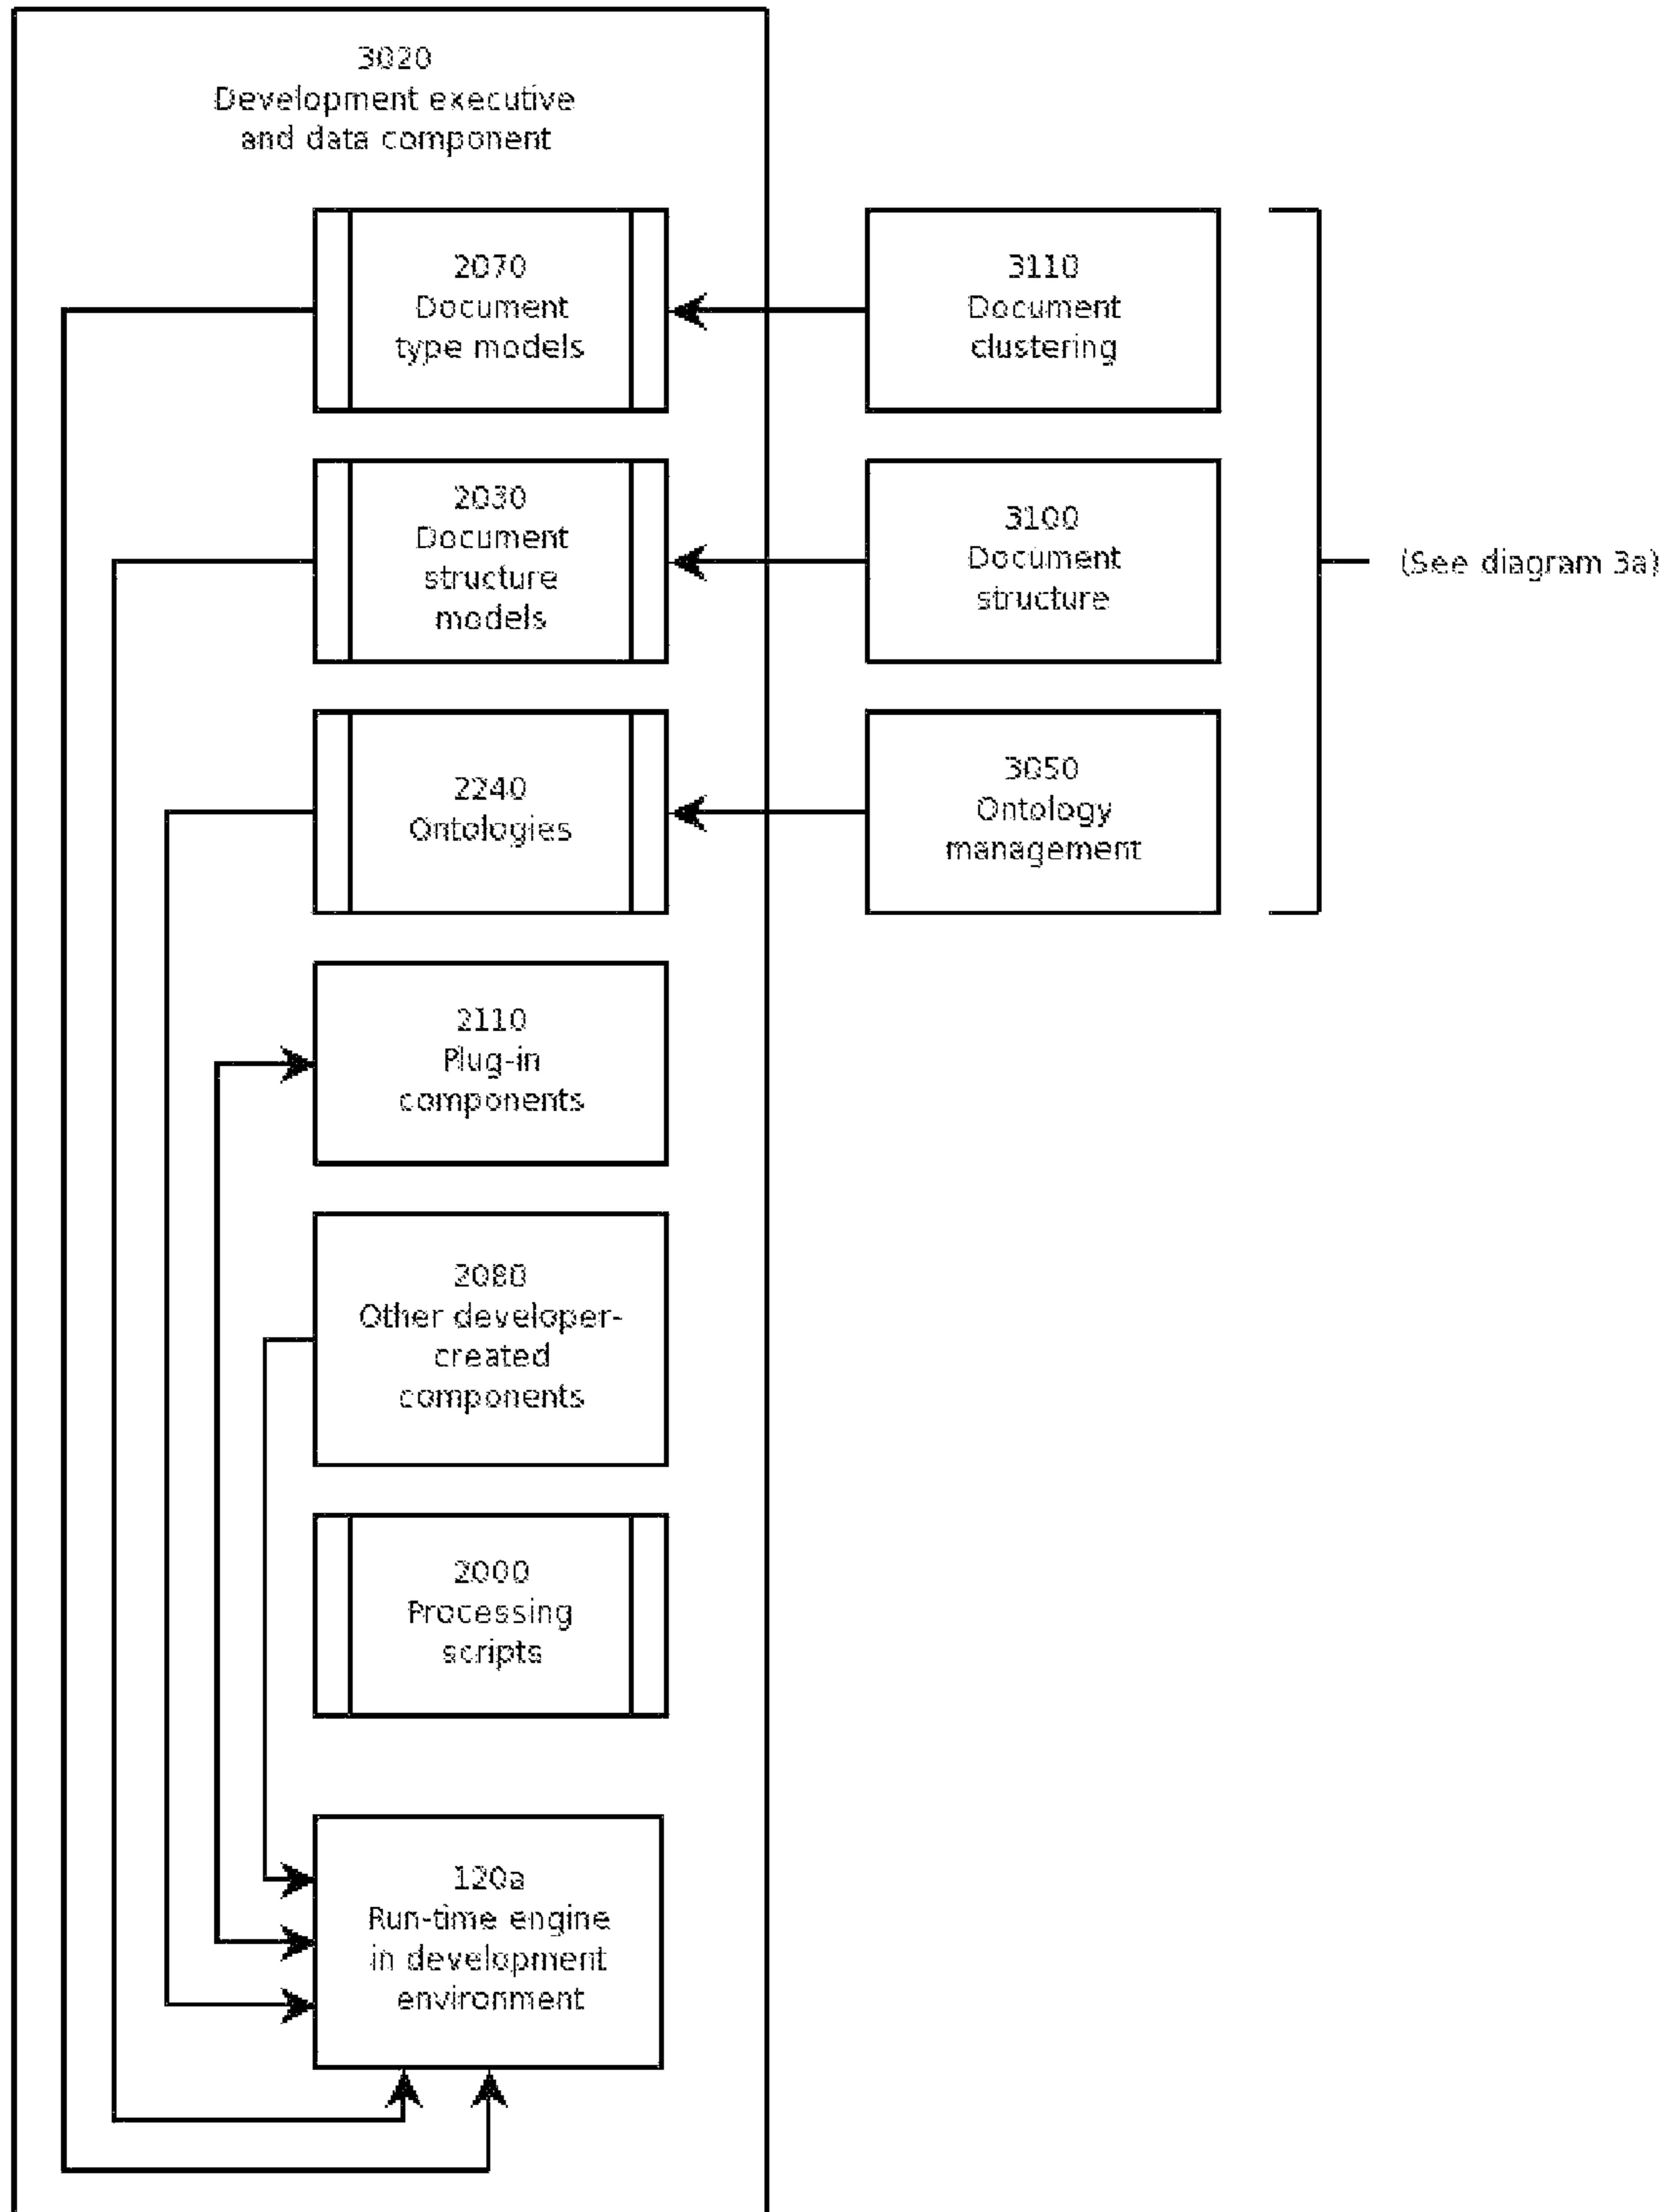 3020
Development executive
and data component
2070
Document
type models
3110
Document
clustering
2030
Document
structure
models
3100
Document
structure
(See diagram 3a)
2240
Ontologies
3050
Ontology
management
2110
Plug-in
components
2080
Other developer-
created
components
2000
Processing
scripts
120a
Run-time engine
in development
environment